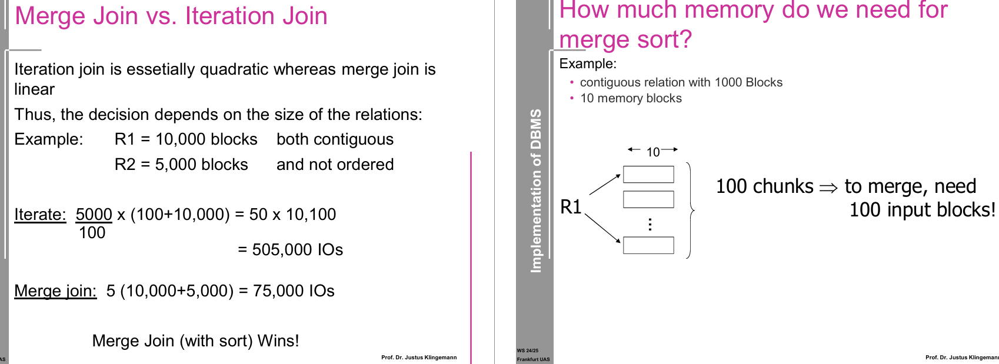 Merge Join vs. Iteration Join
Iteration join is essetially quadratic whereas merge join is
linear
Thus, the decision depends on the size of the relations:
Example: R1 = 10,000 blocks both contiguous
R2 = 5,000 blocks and not ordered
Iterate: 5000 x (100+10,000) = 50 x 10,100
100
= 505,000 IOs
Merge join: 5 (10,000+5,000) = 75,000 IOs
Merge Join (with sort) Wins!
AS
Prof. Dr. Justus Klingemann
How much memory do we need for
merge sort?
Example:
• contiguous relation with 1000 Blocks
• 10 memory blocks
Implementation of DBMS
10
R1
100 chunks ⇒ to merge, need
100 input blocks!
WS 24/25
Frankfurt UAS
Prof. Dr. Justus Klingemann